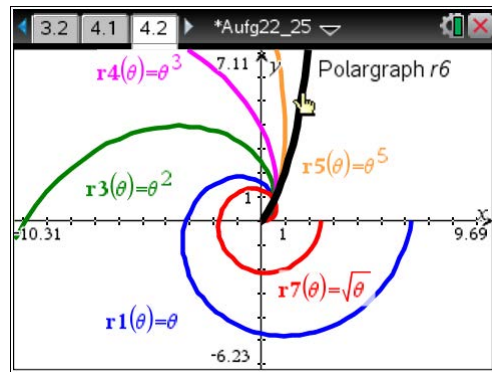 3.2 4.1 4.2 *Aufg22_25
7.11 y Polargraph r6
r4(θ)=θ³
r5(θ)=θ⁵
r3(θ)=θ²
1
x
-10.31 1 9.69
r7(θ)=√θ
r1(θ)=θ
-6.23